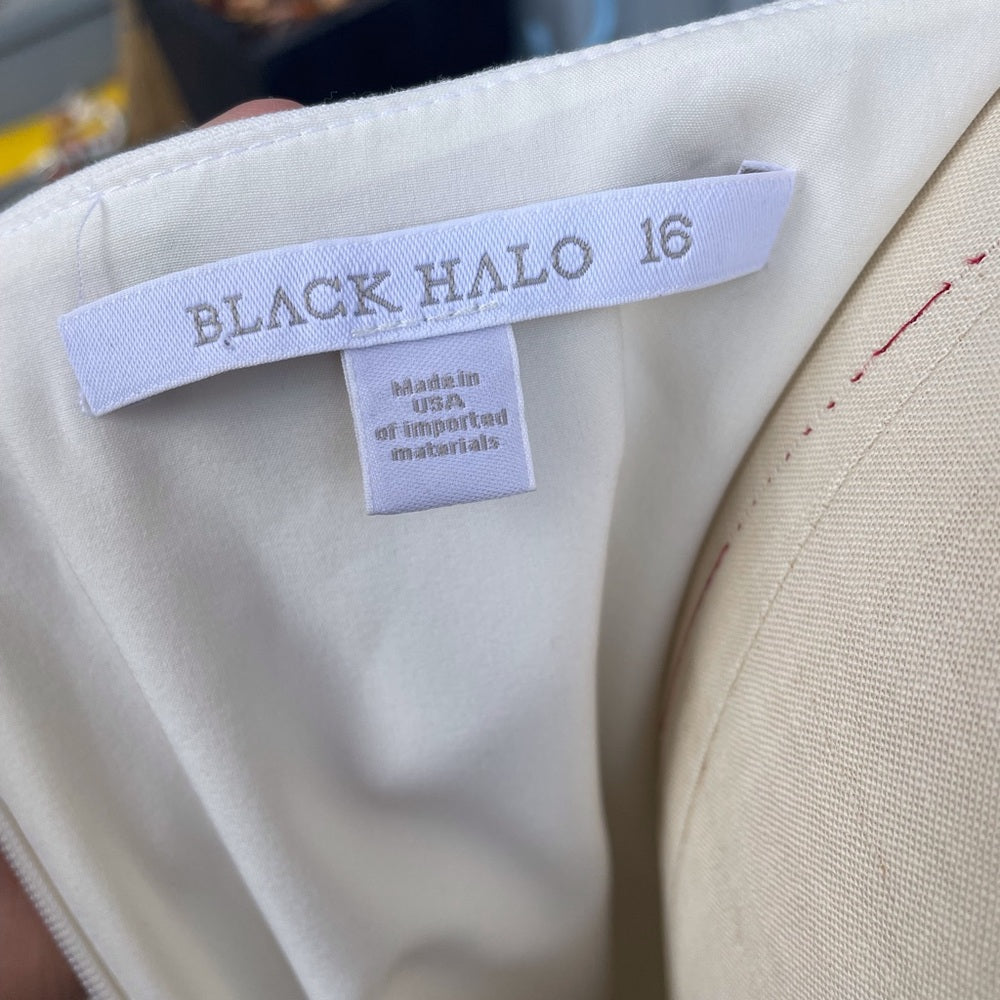 BLACK HALO 16
Made in
USA
of imported
materials